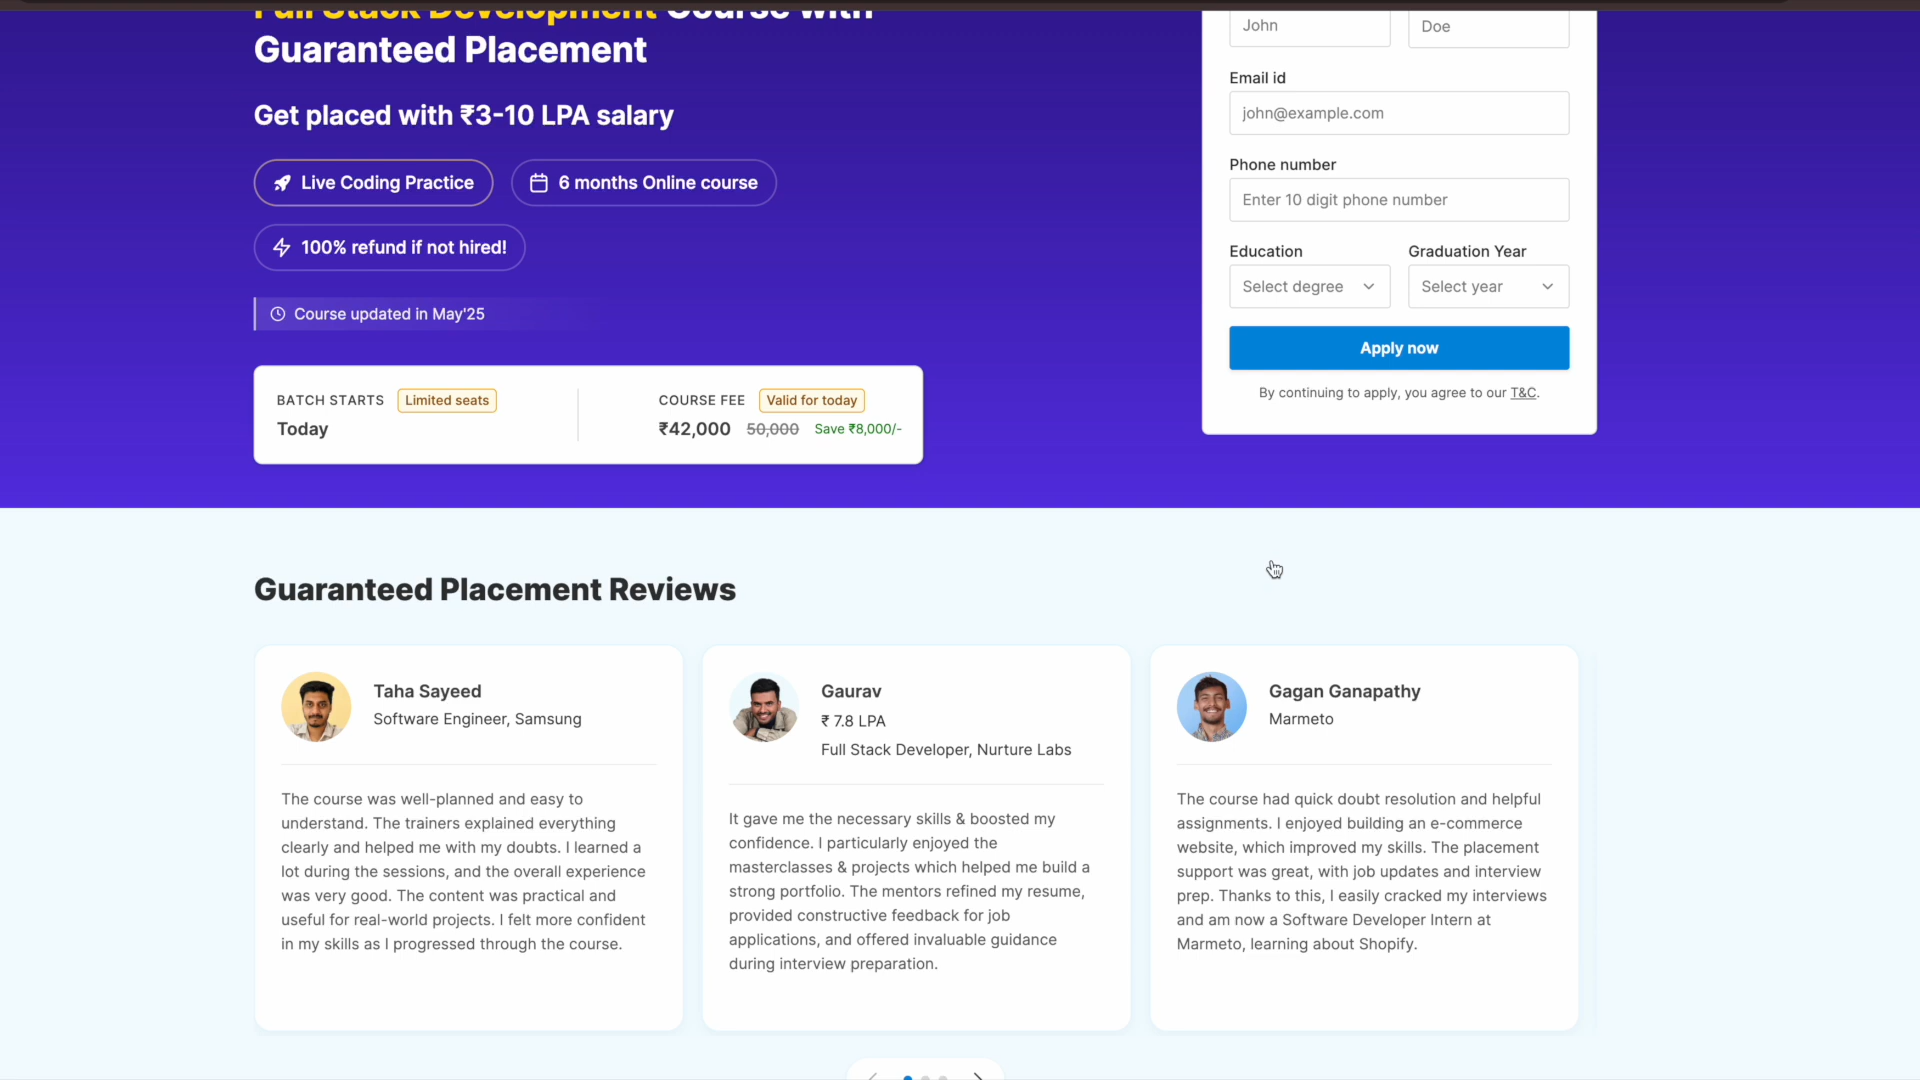 Full Stack Development Course with
Guaranteed Placement
Get placed with ₹3-10 LPA salary
Live Coding Practice
6 months Online course
100% refund if not hired!
Course updated in May'25
BATCH STARTS Limited seats
Today
COURSE FEE Valid for today
₹42,000 50,000 Save ₹8,000/-
John
Doe
Email id
john@example.com
Phone number
Enter 10 digit phone number
Education
Graduation Year
Select degree
Select year
Apply now
By continuing to apply, you agree to our T&C.
Guaranteed Placement Reviews
Taha Sayeed
Software Engineer, Samsung
The course was well-planned and easy to
understand. The trainers explained everything
clearly and helped me with my doubts. I learned a
lot during the sessions, and the overall experience
was very good. The content was practical and
useful for real-world projects. I felt more confident
in my skills as I progressed through the course.
Gaurav
₹ 7.8 LPA
Full Stack Developer, Nurture Labs
It gave me the necessary skills & boosted my
confidence. I particularly enjoyed the
masterclasses & projects which helped me build a
strong portfolio. The mentors refined my resume,
provided constructive feedback for job
applications, and offered invaluable guidance
during interview preparation.
Gagan Ganapathy
Marmeto
The course had quick doubt resolution and helpful
assignments. I enjoyed building an e-commerce
website, which improved my skills. The placement
support was great, with job updates and interview
prep. Thanks to this, I easily cracked my interviews
and am now a Software Developer Intern at
Marmeto, learning about Shopify.